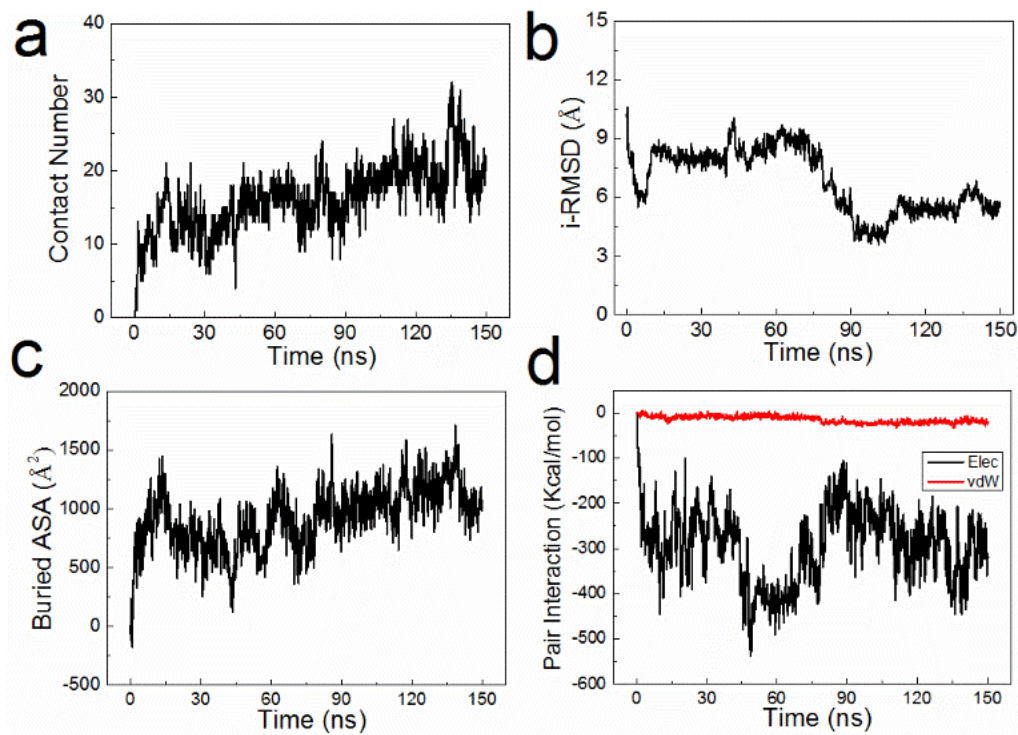 a
Contact Number
40
30
20
10
0
0 30 60 90 120 150
Time (ns)
b
i-RMSD (Å)
15
12
9
6
3
0
0 30 60 90 120 150
Time (ns)
c
Buried ASA (Å²)
2000
1500
1000
500
0
-500
0 30 60 90 120 150
Time (ns)
d
Pair Interaction (Kcal/mol)
0
-100
-200
-300
-400
-500
-600
Elec
vdW
0 30 60 90 120 150
Time (ns)